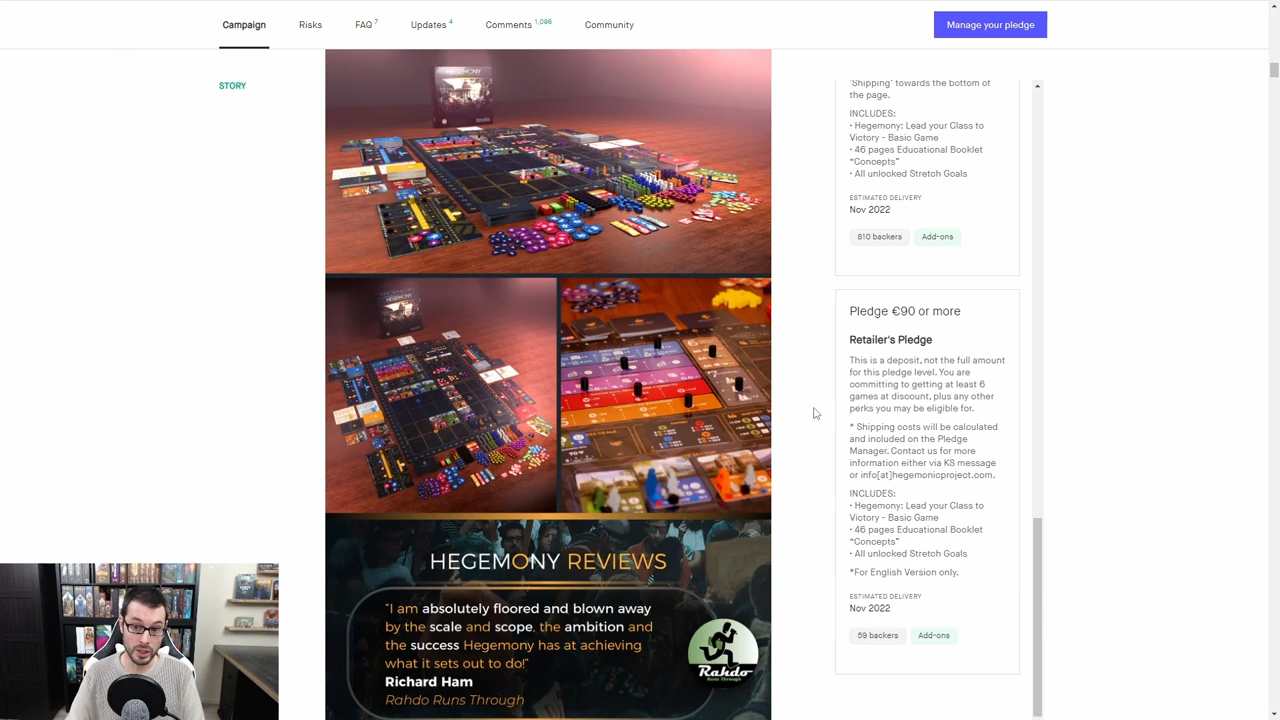 Campaign
Risks
FAQ 7
Updates 4
Comments 1,096
Community
Manage your pledge
STORY
HEGEMONY
HEGEMONY REVIEWS
"I am absolutely floored and blown away
by the scale and scope, the ambition and
the success Hegemony has at achieving
what it sets out to do!"
Richard Ham
Rahdo Runs Through
Rahdo
Runs Through
'Shipping' towards the bottom of
the page.
INCLUDES:
• Hegemony: Lead your Class to
Victory - Basic Game
• 46 pages Educational Booklet
“Concepts”
• All unlooked Stretch Goals
ESTIMATED DELIVERY
Nov 2022
810 backers
Add-ons
Pledge €90 or more
Retailer's Pledge
This is a deposit, not the full amount
for this pledge level. You are
committing to getting at least 6
games at discount, plus any other
perks you may be eligible for.
* Shipping costs will be calculated
and included on the Pledge
Manager. Contact us for more
information either via KS message
or info[at]hegemonicproject.com.
INCLUDES:
• Hegemony: Lead your Class to
Victory - Basic Game
• 46 pages Educational Booklet
“Concepts”
• All unlooked Stretch Goals
*For English Version only.
ESTIMATED DELIVERY
Nov 2022
59 backers
Add-ons